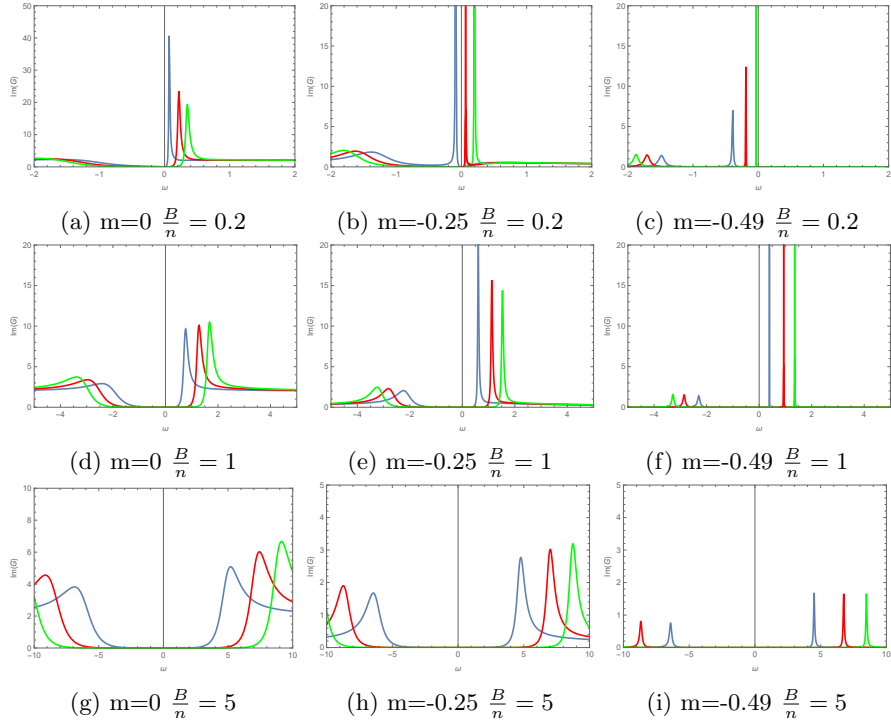 50
40
30
20
10
0
Im(G)
-2 -1 0 1 2
ω
20
15
10
5
0
Im(G)
-2 -1 0 1 2
ω
20
15
10
5
0
Im(G)
-2 -1 0 1 2
ω
(a) m=0 B/n = 0.2
(b) m=-0.25 B/n = 0.2
(c) m=-0.49 B/n = 0.2
20
15
10
5
0
Im(G)
-4 -2 0 2 4
ω
20
15
10
5
0
Im(G)
-4 -2 0 2 4
ω
20
15
10
5
0
Im(G)
-4 -2 0 2 4
ω
(d) m=0 B/n = 1
(e) m=-0.25 B/n = 1
(f) m=-0.49 B/n = 1
10
8
6
4
2
0
Im(G)
-10 -5 0 5 10
ω
5
4
3
2
1
0
Im(G)
-10 -5 0 5 10
ω
5
4
3
2
1
0
Im(G)
-10 -5 0 5 10
ω
(g) m=0 B/n = 5
(h) m=-0.25 B/n = 5
(i) m=-0.49 B/n = 5